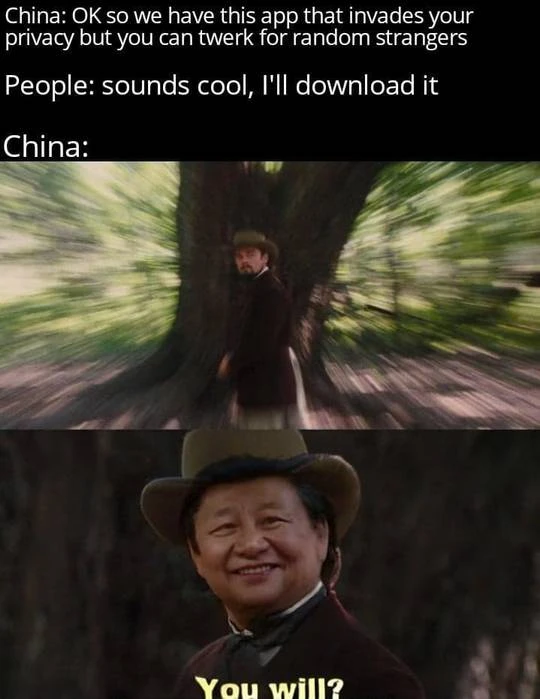 China: OK so we have this app that invades your
privacy but you can twerk for random strangers
People: sounds cool, I'll download it
China:
You will?